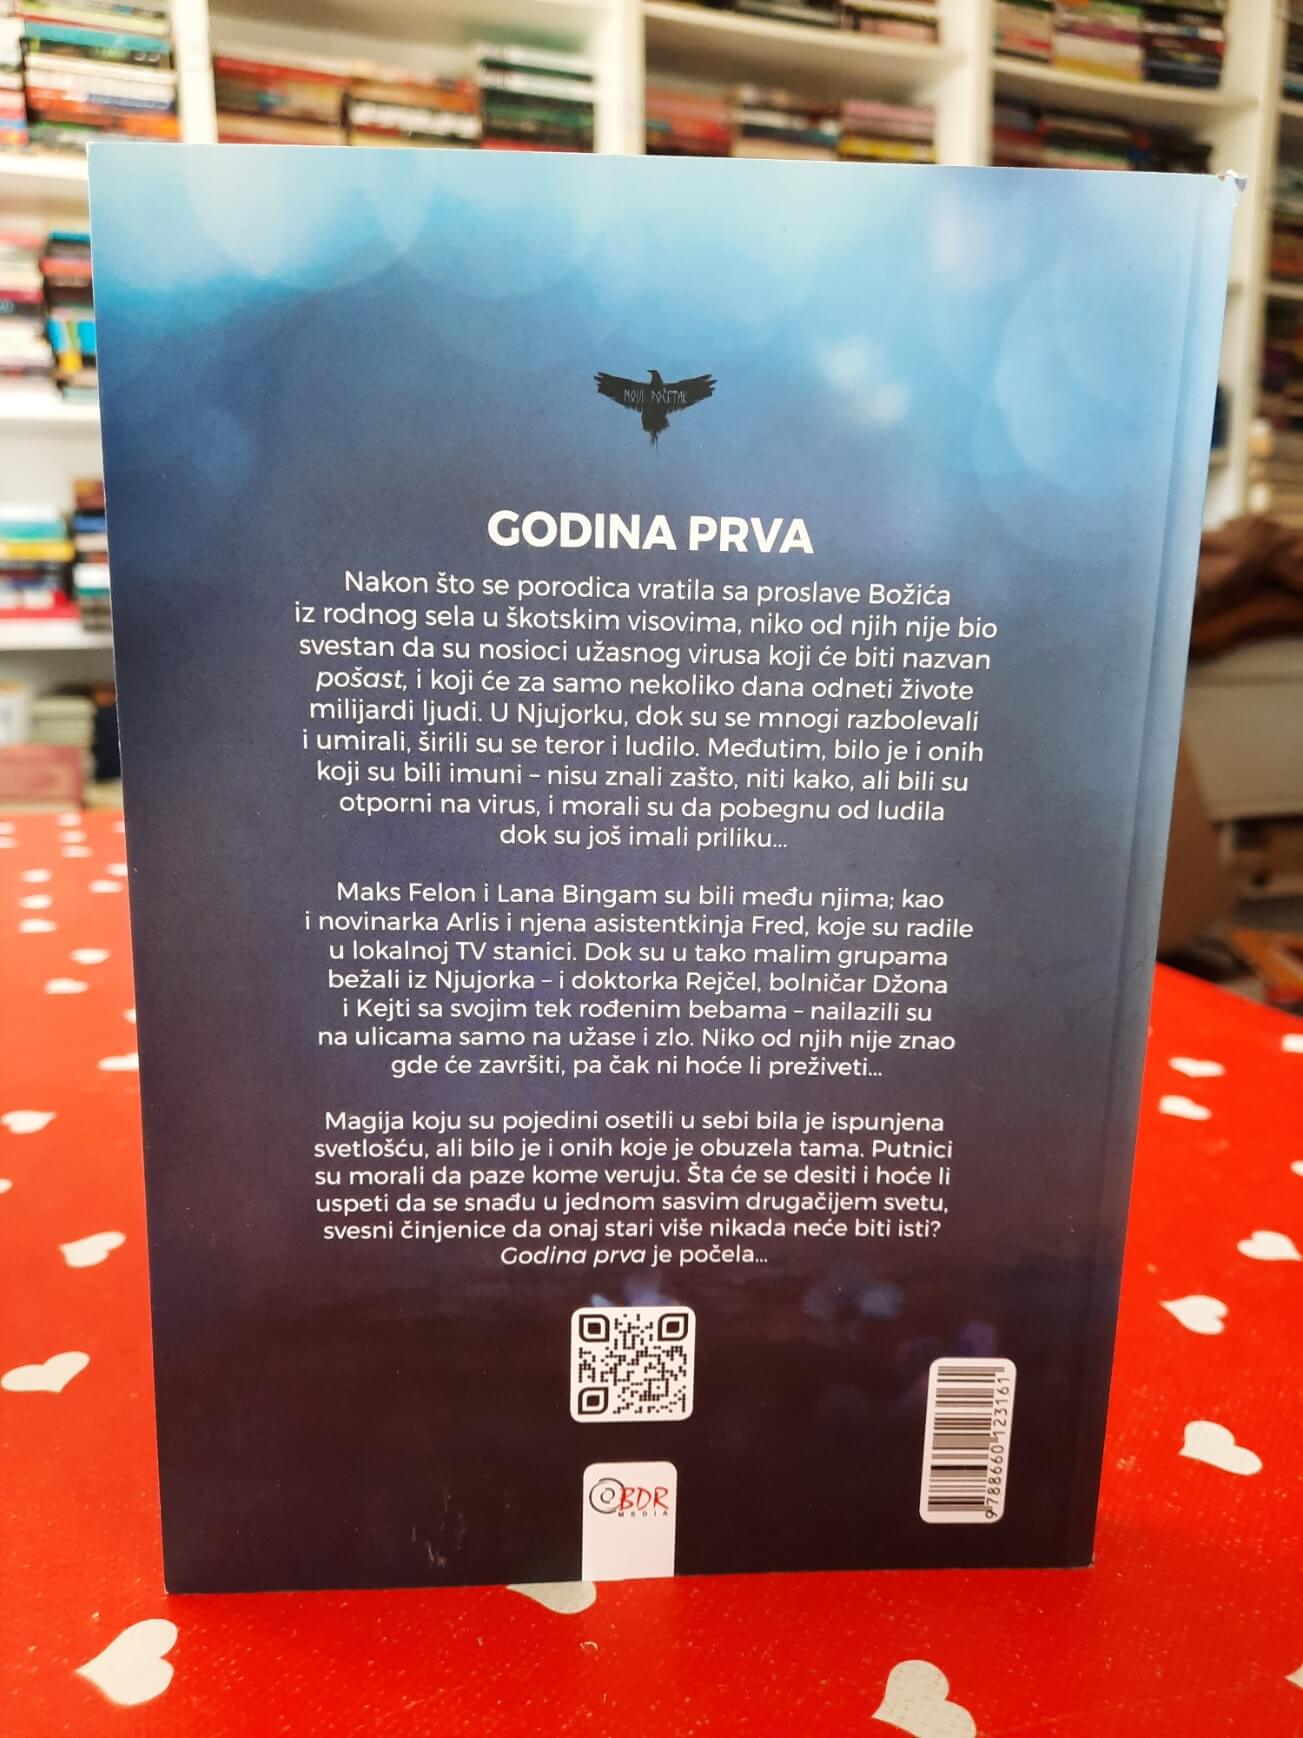 NOVI POČETAK
GODINA PRVA
Nakon što se porodica vratila sa proslave Božića
iz rodnog sela u škotskim visovima, niko od njih nije bio
svestan da su nosioci užasnog virusa koji će biti nazvan
pošast, i koji će za samo nekoliko dana odneti živote
milijardi ljudi. U Njujorku, dok su se mnogi razbolevali
i umirali, širili su se teror i ludilo. Međutim, bilo je i onih
koji su bili imuni – nisu znali zašto, niti kako, ali bili su
otporni na virus, i morali su da pobegnu od ludila
dok su još imali priliku...
Maks Felon i Lana Bingam su bili među njima; kao
i novinarka Arlis i njena asistentkinja Fred, koje su radile
u lokalnoj TV stanici. Dok su u tako malim grupama
bežali iz Njujorka – i doktorka Rejčel, bolničar Džona
i Kejti sa svojim tek rođenim bebama – nailazili su
na ulicama samo na užase i zlo. Niko od njih nije znao
gde će završiti, pa čak ni hoće li preživeti...
Magija koju su pojedini osetili u sebi bila je ispunjena
svetlošću, ali bilo je i onih koje je obuzela tama. Putnici
su morali da paze kome veruju. Šta će se desiti i hoće li
uspeti da se snađu u jednom sasvim drugačijem svetu,
svesni činjenice da onaj stari više nikada neće biti isti?
Godina prva je počela...
BDR
MEDIA
9 788660 123161